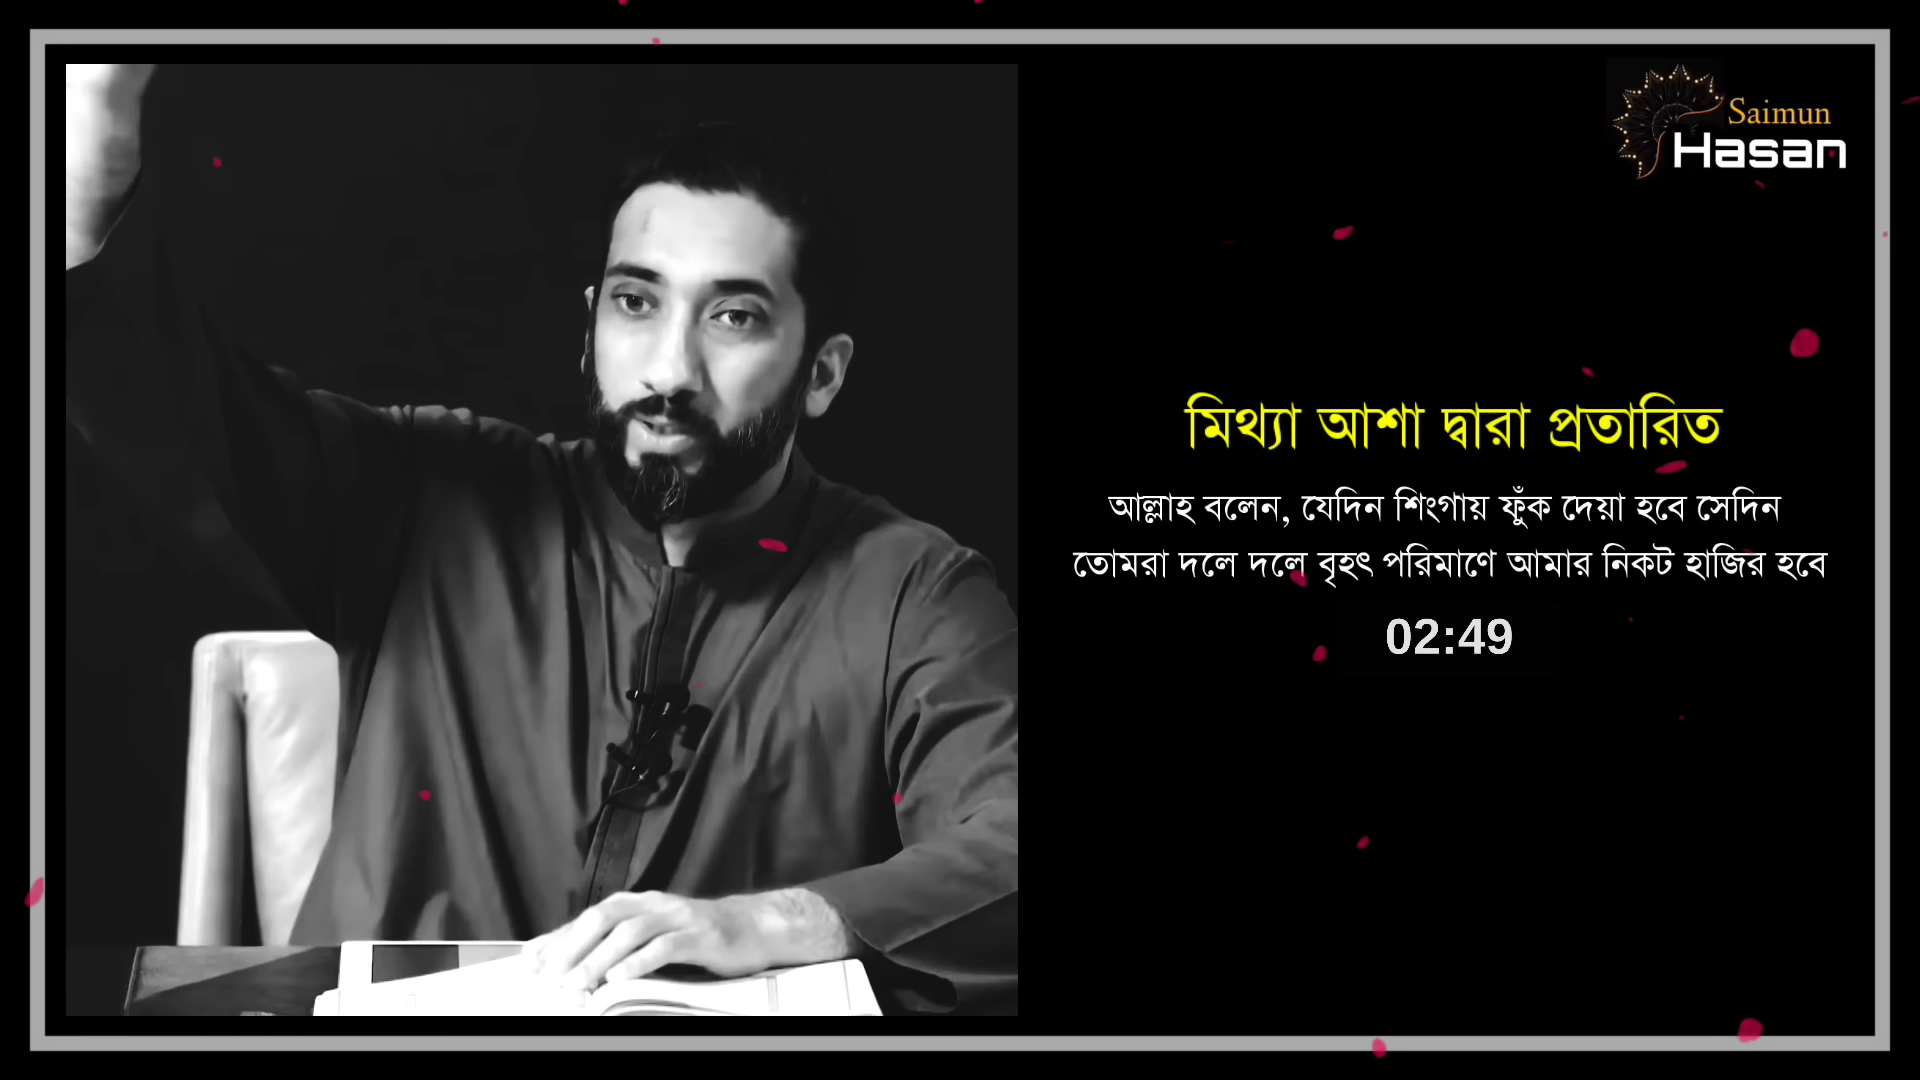 Saimun
Hasan
মিথ্যা আশা দ্বারা প্রতারিত
আল্লাহ বলেন, যেদিন শিংগায় ফুঁক দেয়া হবে সেদিন
তোমরা দলে দলে বৃহৎ পরিমাণে আমার নিকট হাজির হবে
02:49